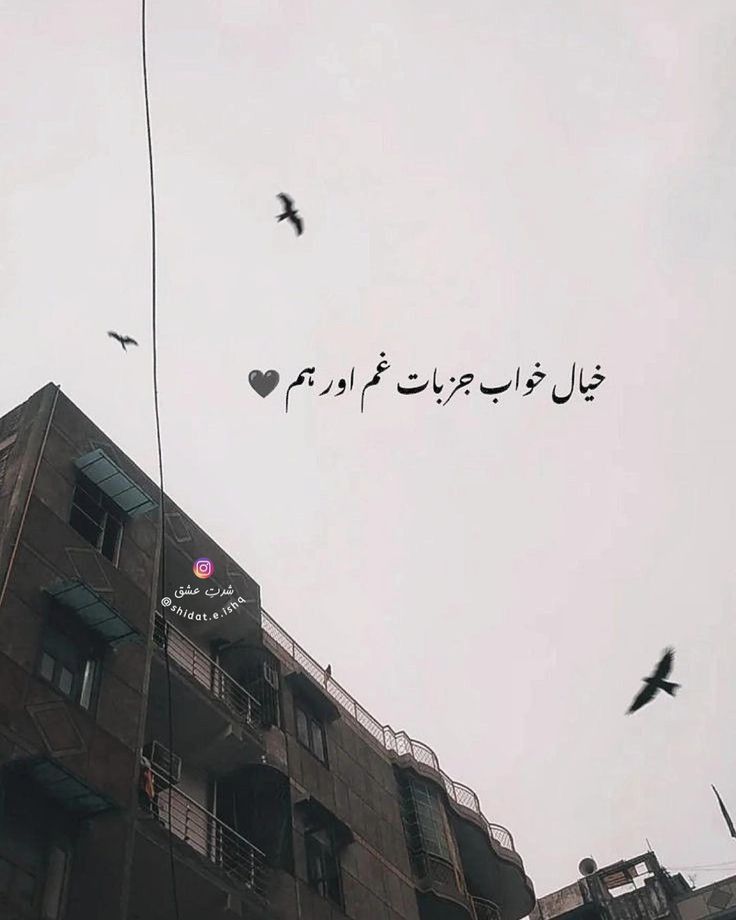 خیال خواب جزبات غم اور ہم 🖤
شدتِ عشق
@shidat.e.ishq